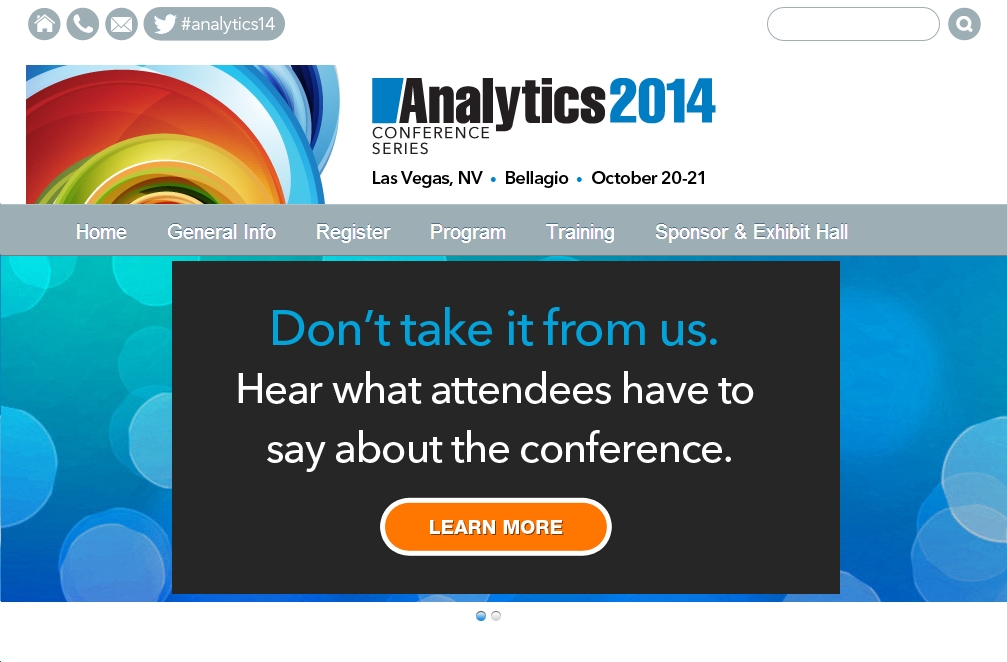 #analytics14
Analytics2014
CONFERENCE
SERIES
Las Vegas, NV • Bellagio • October 20-21
Home General Info Register Program Training Sponsor & Exhibit Hall
Don’t take it from us.
Hear what attendees have to
say about the conference.
LEARN MORE